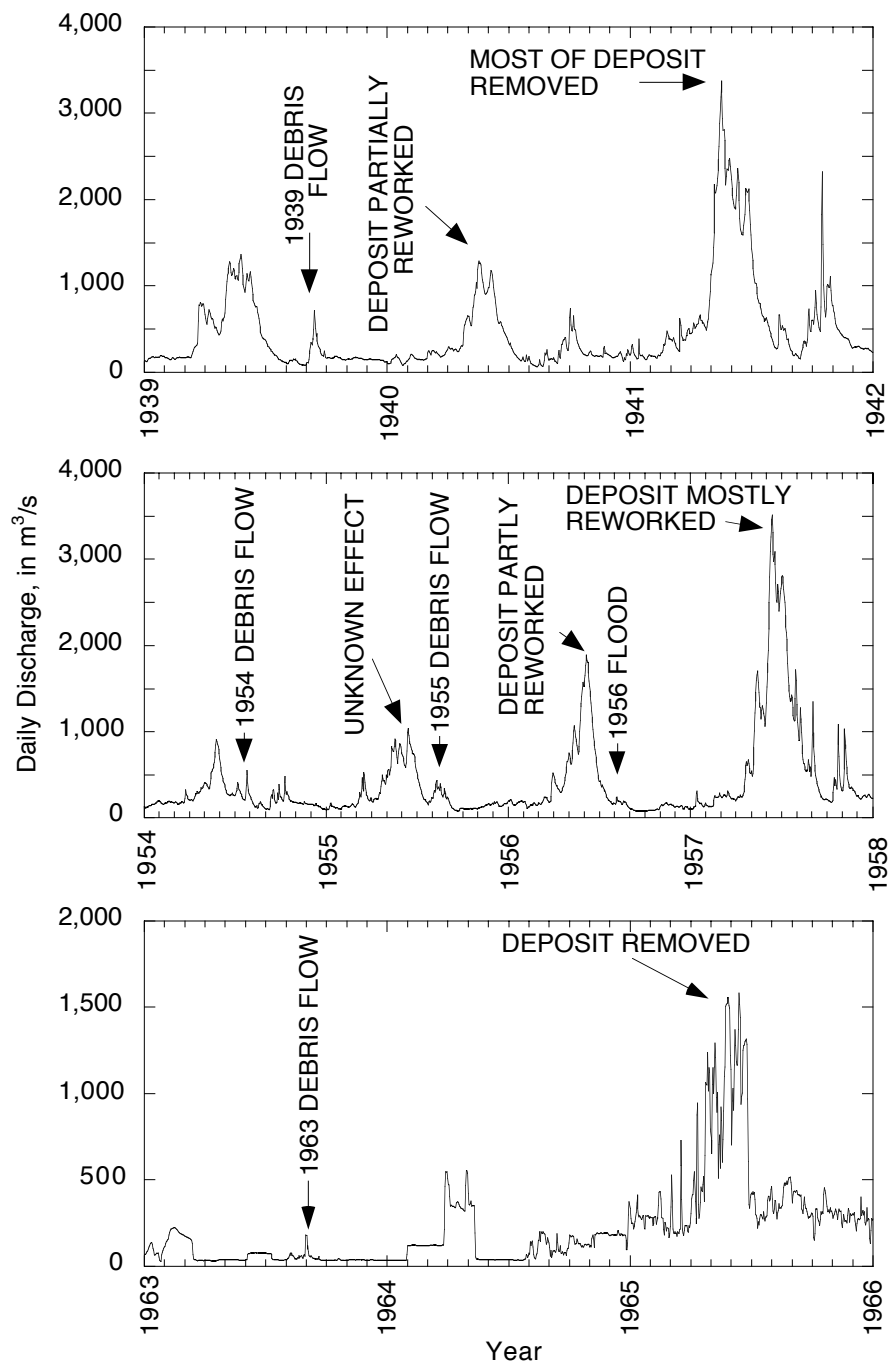 4,000
3,000
2,000
1,000
0
MOST OF DEPOSIT
REMOVED
1939 DEBRIS
FLOW
DEPOSIT PARTIALLY
REWORKED
1939
1940
1941
1942
Daily Discharge, in m³/s
4,000
3,000
2,000
1,000
0
1954 DEBRIS FLOW
UNKNOWN EFFECT
1955 DEBRIS FLOW
DEPOSIT PARTLY
REWORKED
1956 FLOOD
DEPOSIT MOSTLY
REWORKED
1954
1955
1956
1957
1958
2,000
1,500
1,000
500
0
1963 DEBRIS FLOW
DEPOSIT REMOVED
1963
1964
1965
1966
Year